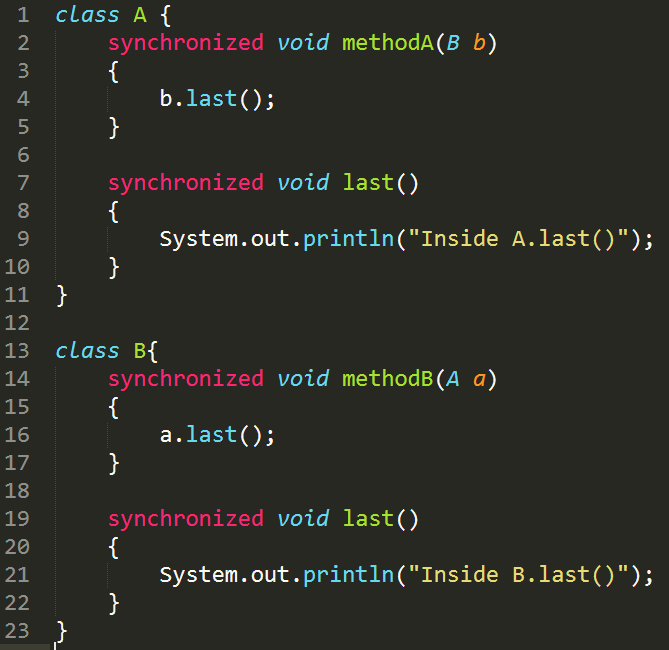 1 class A {
2     synchronized void methodA(B b)
3     {
4         b.last();
5     }
6
7     synchronized void last()
8     {
9         System.out.println("Inside A.last()");
10     }
11 }
12
13 class B{
14     synchronized void methodB(A a)
15     {
16         a.last();
17     }
18
19     synchronized void last()
20     {
21         System.out.println("Inside B.last()");
22     }
23 }